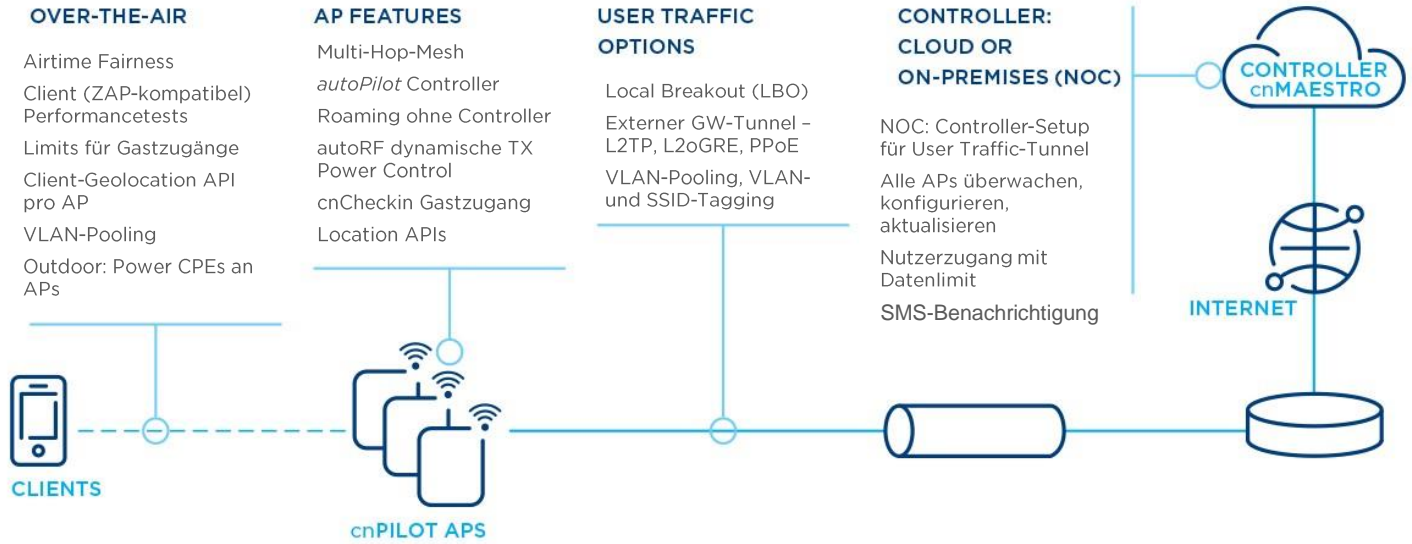 OVER-THE-AIR
Airtime Fairness
Client (ZAP-kompatibel)
Performancetests
Limits für Gastzugänge
Client-Geolocation API
pro AP
VLAN-Pooling
Outdoor: Power CPEs an
APs
AP FEATURES
Multi-Hop-Mesh
autoPilot Controller
Roaming ohne Controller
autoRF dynamische TX
Power Control
cnCheckin Gastzugang
Location APIs
USER TRAFFIC
OPTIONS
Local Breakout (LBO)
Externer GW-Tunnel –
L2TP, L2oGRE, PPoE
VLAN-Pooling, VLAN-
und SSID-Tagging
CONTROLLER:
CLOUD OR
ON-PREMISES (NOC)
NOC: Controller-Setup
für User Traffic-Tunnel
Alle APs überwachen,
konfigurieren,
aktualisieren
Nutzerzugang mit
Datenlimit
SMS-Benachrichtigung
CONTROLLER
cnMAESTRO
INTERNET
CLIENTS
cnPILOT APS